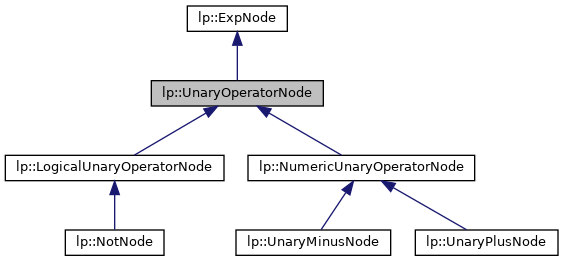 lp::ExpNode
lp::UnaryOperatorNode
lp::LogicalUnaryOperatorNode
lp::NumericUnaryOperatorNode
lp::NotNode
lp::UnaryMinusNode
lp::UnaryPlusNode